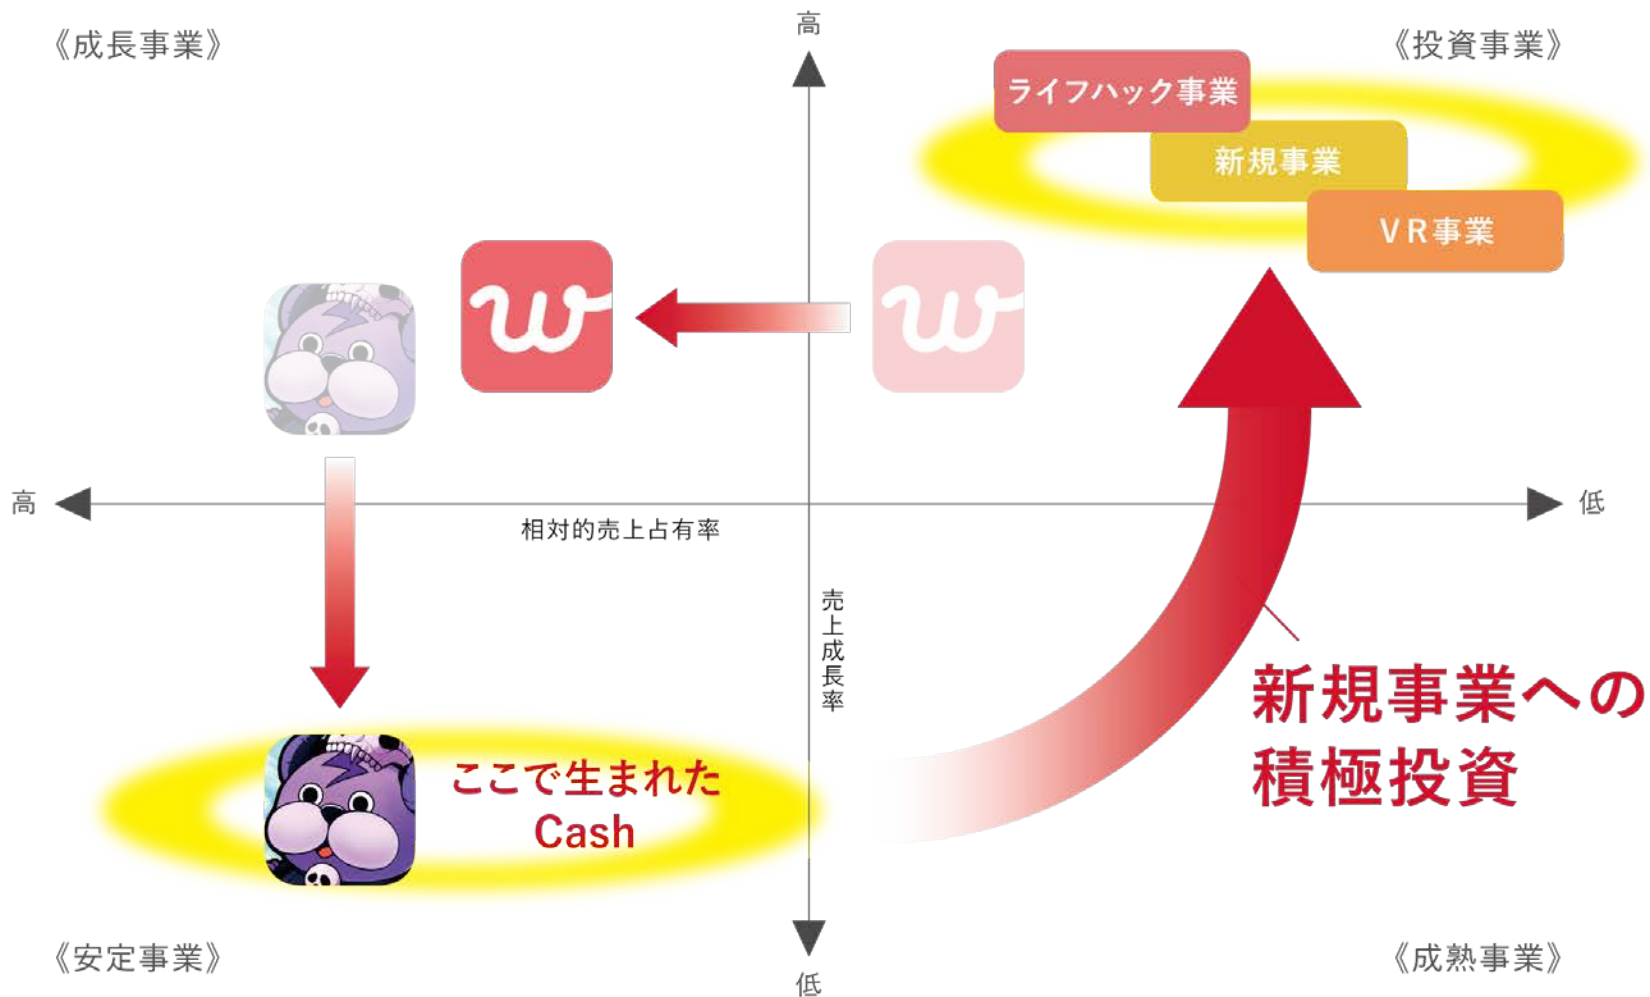 高
《成長事業》
《投資事業》
ライフハック事業
新規事業
VR事業
w
w
高
低
相対的売上占有率
売上成長率
新規事業への
積極投資
ここで生まれた
Cash
《安定事業》
《成熟事業》
低